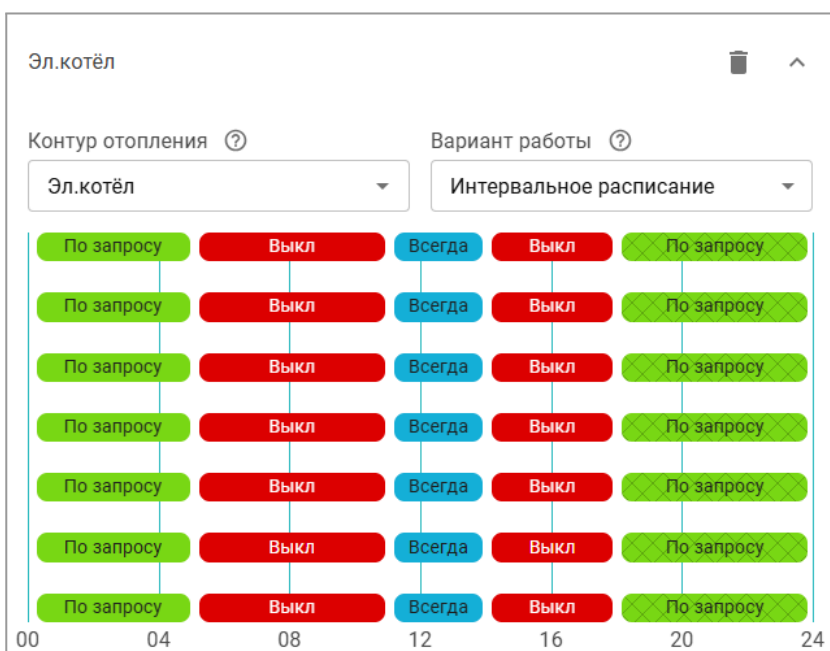 Эл.котёл
Контур отопления ? Вариант работы ?
Эл.котёл Интервальное расписание
По запросу Выкл Всегда Выкл По запросу
По запросу Выкл Всегда Выкл По запросу
По запросу Выкл Всегда Выкл По запросу
По запросу Выкл Всегда Выкл По запросу
По запросу Выкл Всегда Выкл По запросу
По запросу Выкл Всегда Выкл По запросу
По запросу Выкл Всегда Выкл По запросу
00 04 08 12 16 20 24